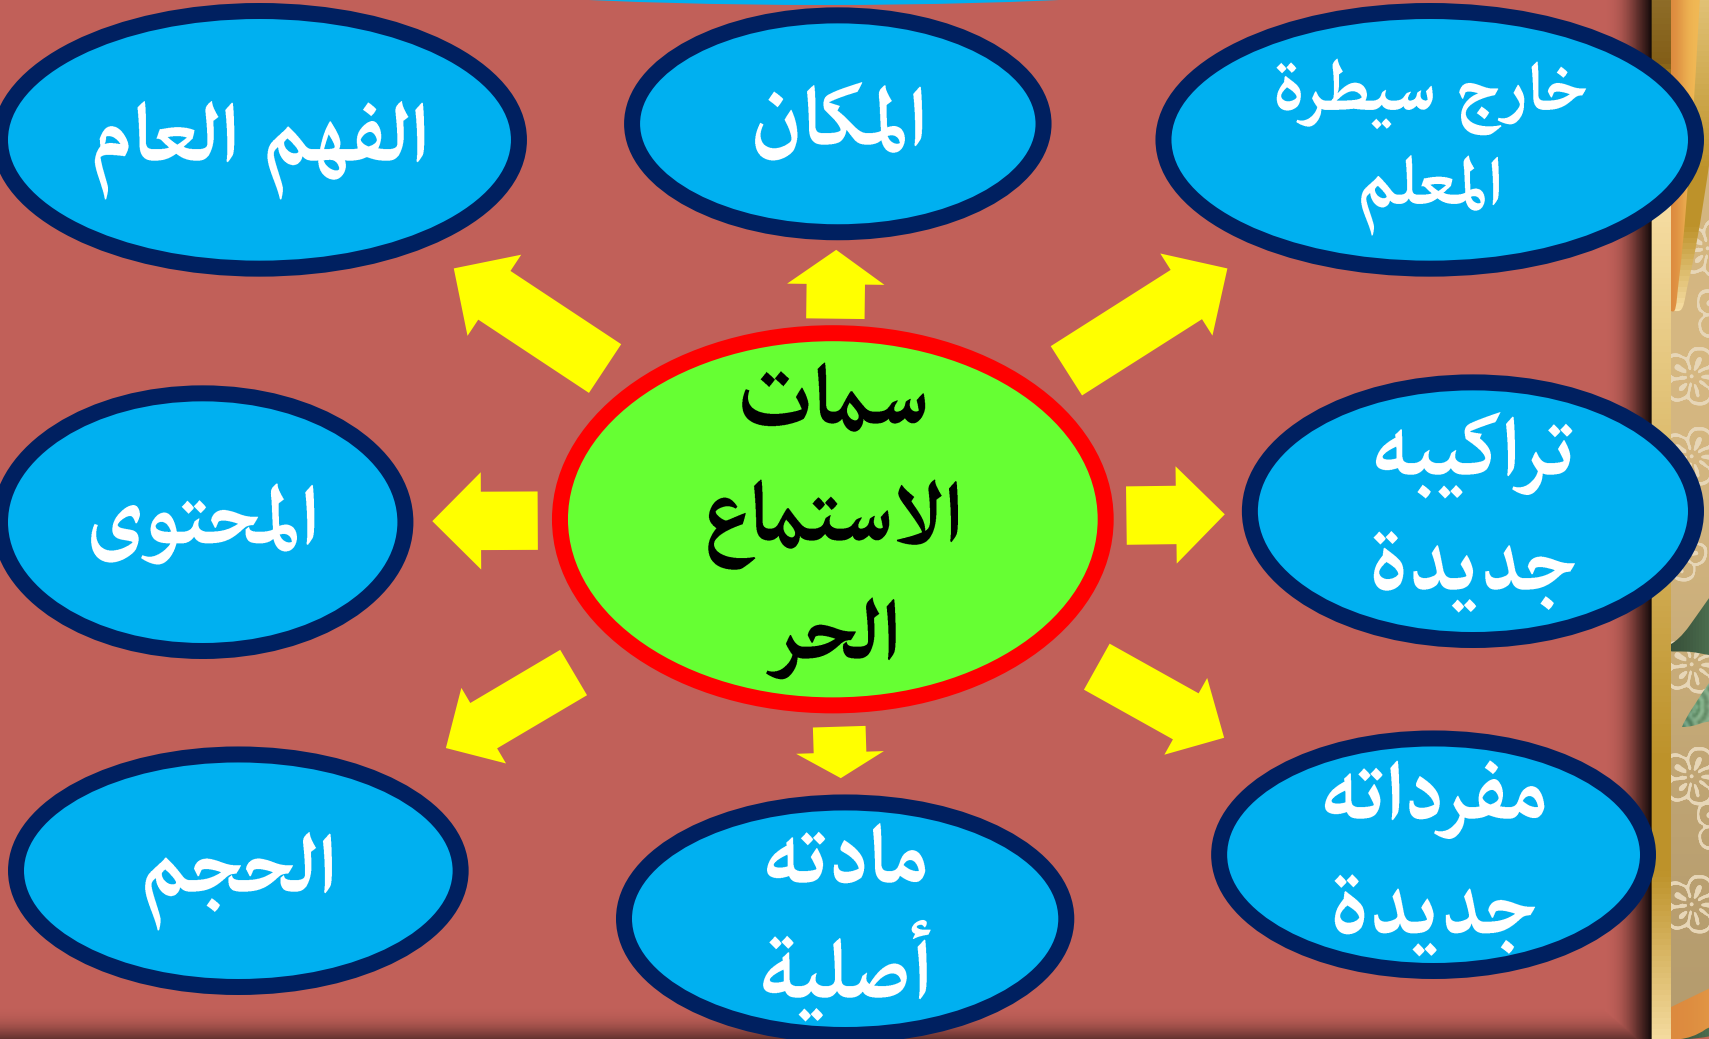 خارج سيطرة
المعلم
المكان
الفهم العام
سمات
الاستماع
الحر
تراكيبه
جديدة
المحتوى
مفرداته
جديدة
مادته
أصلية
الحجم